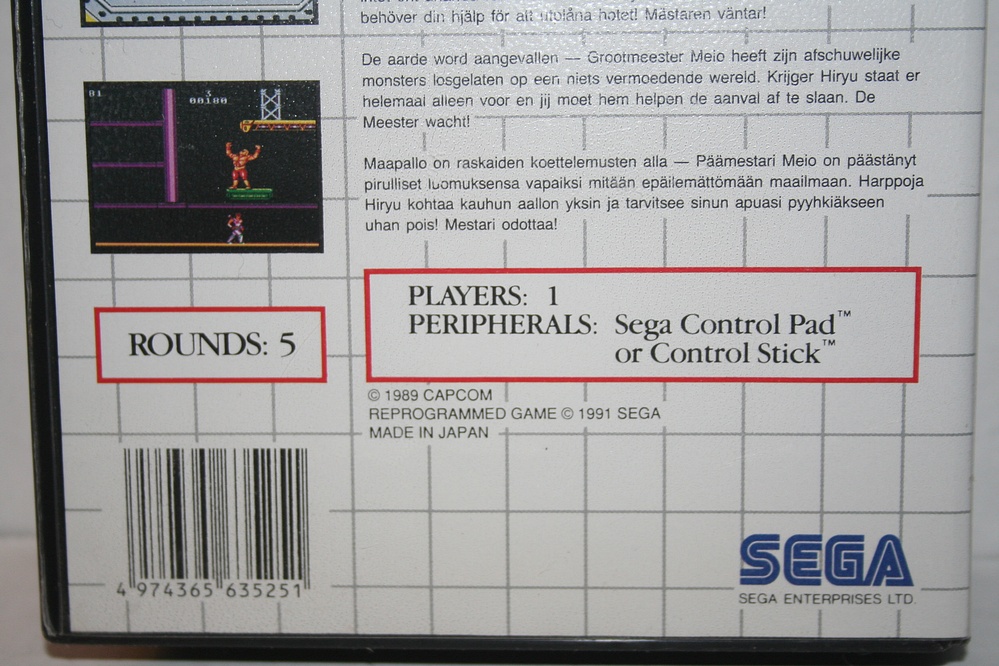 behöver din hjälp för att utplåna hotet! Mästaren väntar!
De aarde word aangevallen — Grootmeester Meio heeft zijn afschuwelijke
monsters losgelaten op een niets vermoedende wereld. Krijger Hiryu staat er
helemaal alleen voor en jij moet hem helpen de aanval af te slaan. De
Meester wacht!
Maapallo on raskaiden koettelemusten alla — Päämestari Meio on päästänyt
pirulliset luomuksensa vapaiksi mitään epäilemättömään maailmaan. Harppoja
Hiryu kohtaa kauhun aallon yksin ja tarvitsee sinun apuasi pyyhkiäkseen
uhan pois! Mestari odottaa!
81 3
00180
ROUNDS: 5
PLAYERS: 1
PERIPHERALS: Sega Control Pad™
or Control Stick™
© 1989 CAPCOM
REPROGRAMMED GAME © 1991 SEGA
MADE IN JAPAN
4 974365 635251
SEGA
SEGA ENTERPRISES LTD.